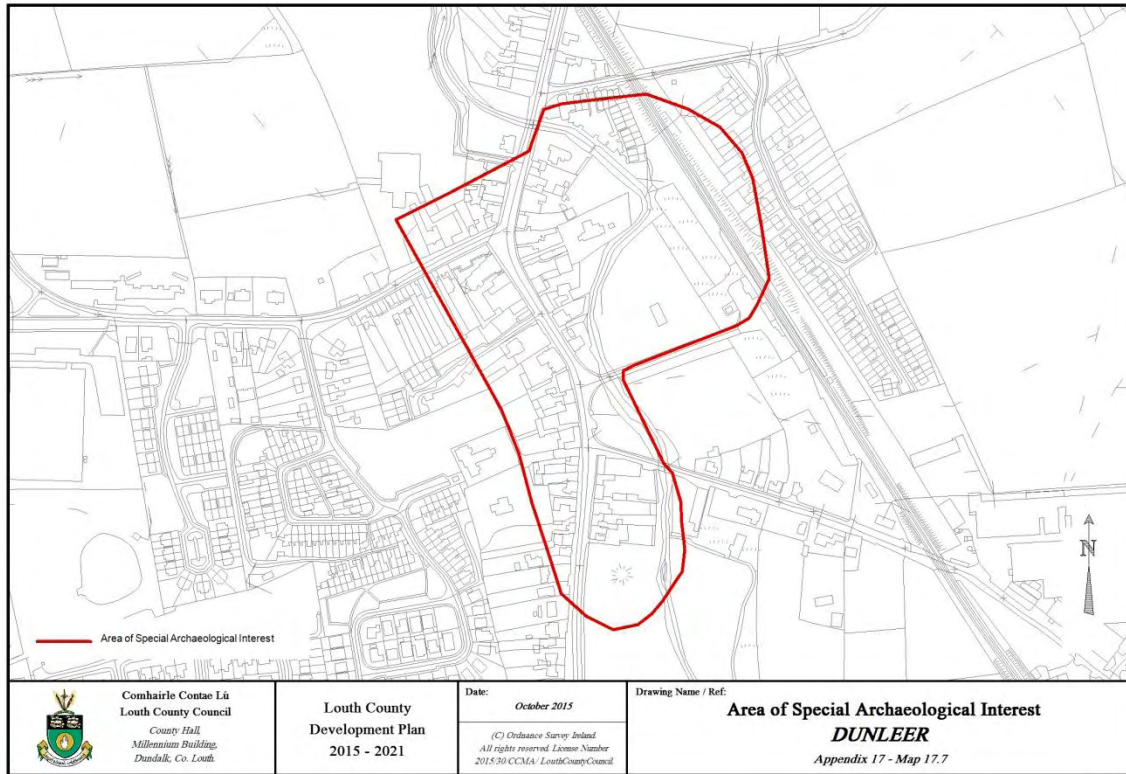 N
Area of Special Archaeological Interest
Comhairle Contae Lú
Louth County Council
County Hall,
Millennium Building,
Dundalk, Co. Louth.
Louth County
Development Plan
2015 - 2021
Date:
October 2015
(C) Ordnance Survey Ireland.
All rights reserved. License Number
2015/30/CCMA/ LouthCountyCouncil
Drawing Name / Ref:
Area of Special Archaeological Interest
DUNLEER
Appendix 17 - Map 17.7